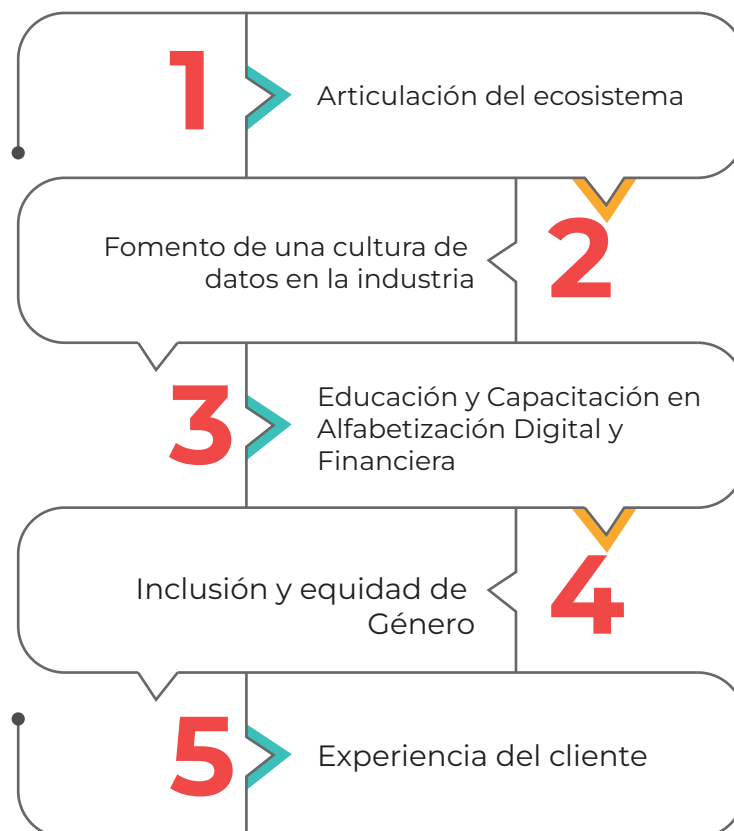 1
Articulación del ecosistema
2
Fomento de una cultura de
datos en la industria
3
Educación y Capacitación en
Alfabetización Digital y
Financiera
4
Inclusión y equidad de
Género
5
Experiencia del cliente